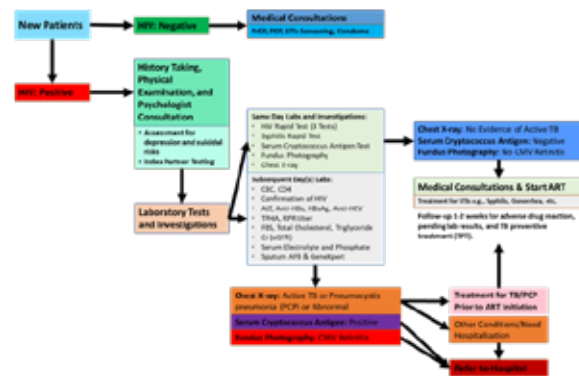 New Patients
HIV: Negative
Medical Consultations
PrEP, PEP, STIs Screening, Condoms
HIV: Positive
History Taking,
Physical
Examination, and
Psychologist
Consultation
• Assessment for
depression and suicidal
risks
• Index Partner Testing
Laboratory Tests
and Investigations
Same Day Labs and Investigations:
• HIV Rapid Test (3 Tests)
• Syphilis Rapid Test
• Serum Cryptococcus Antigen Test
• Fundus Photography
• Chest X-ray
Subsequent Day(s) Labs:
• CBC, CD4
• Confirmation of HIV
• ALT, Anti-HBs, HBsAg, Anti-HCV
• TPHA, RPR titer
• FBS, Total Cholesterol, Triglyceride
• Cr (eGFR)
• Serum Electrolyte and Phosphate
• Sputum AFB & GeneXpert
Chest X-ray: No Evidence of Active TB
Serum Cryptococcus Antigen: Negative
Fundus Photography: No CMV Retinitis
Medical Consultations & Start ART
Treatment for STIs e.g., Syphilis, Gonorrhea, etc.
Follow-up 1-2 weeks for adverse drug reaction,
pending lab results, and TB preventive
treatment (TPT).
Chest X-ray: Active TB or Pneumocystis
pneumonia (PCP) or Abnormal
Serum Cryptococcus Antigen: Positive
Fundus Photography: CMV Retinitis
Treatment for TB/PCP
Prior to ART Initiation
Other Conditions/Need
Hospitalization
Refer to Hospital